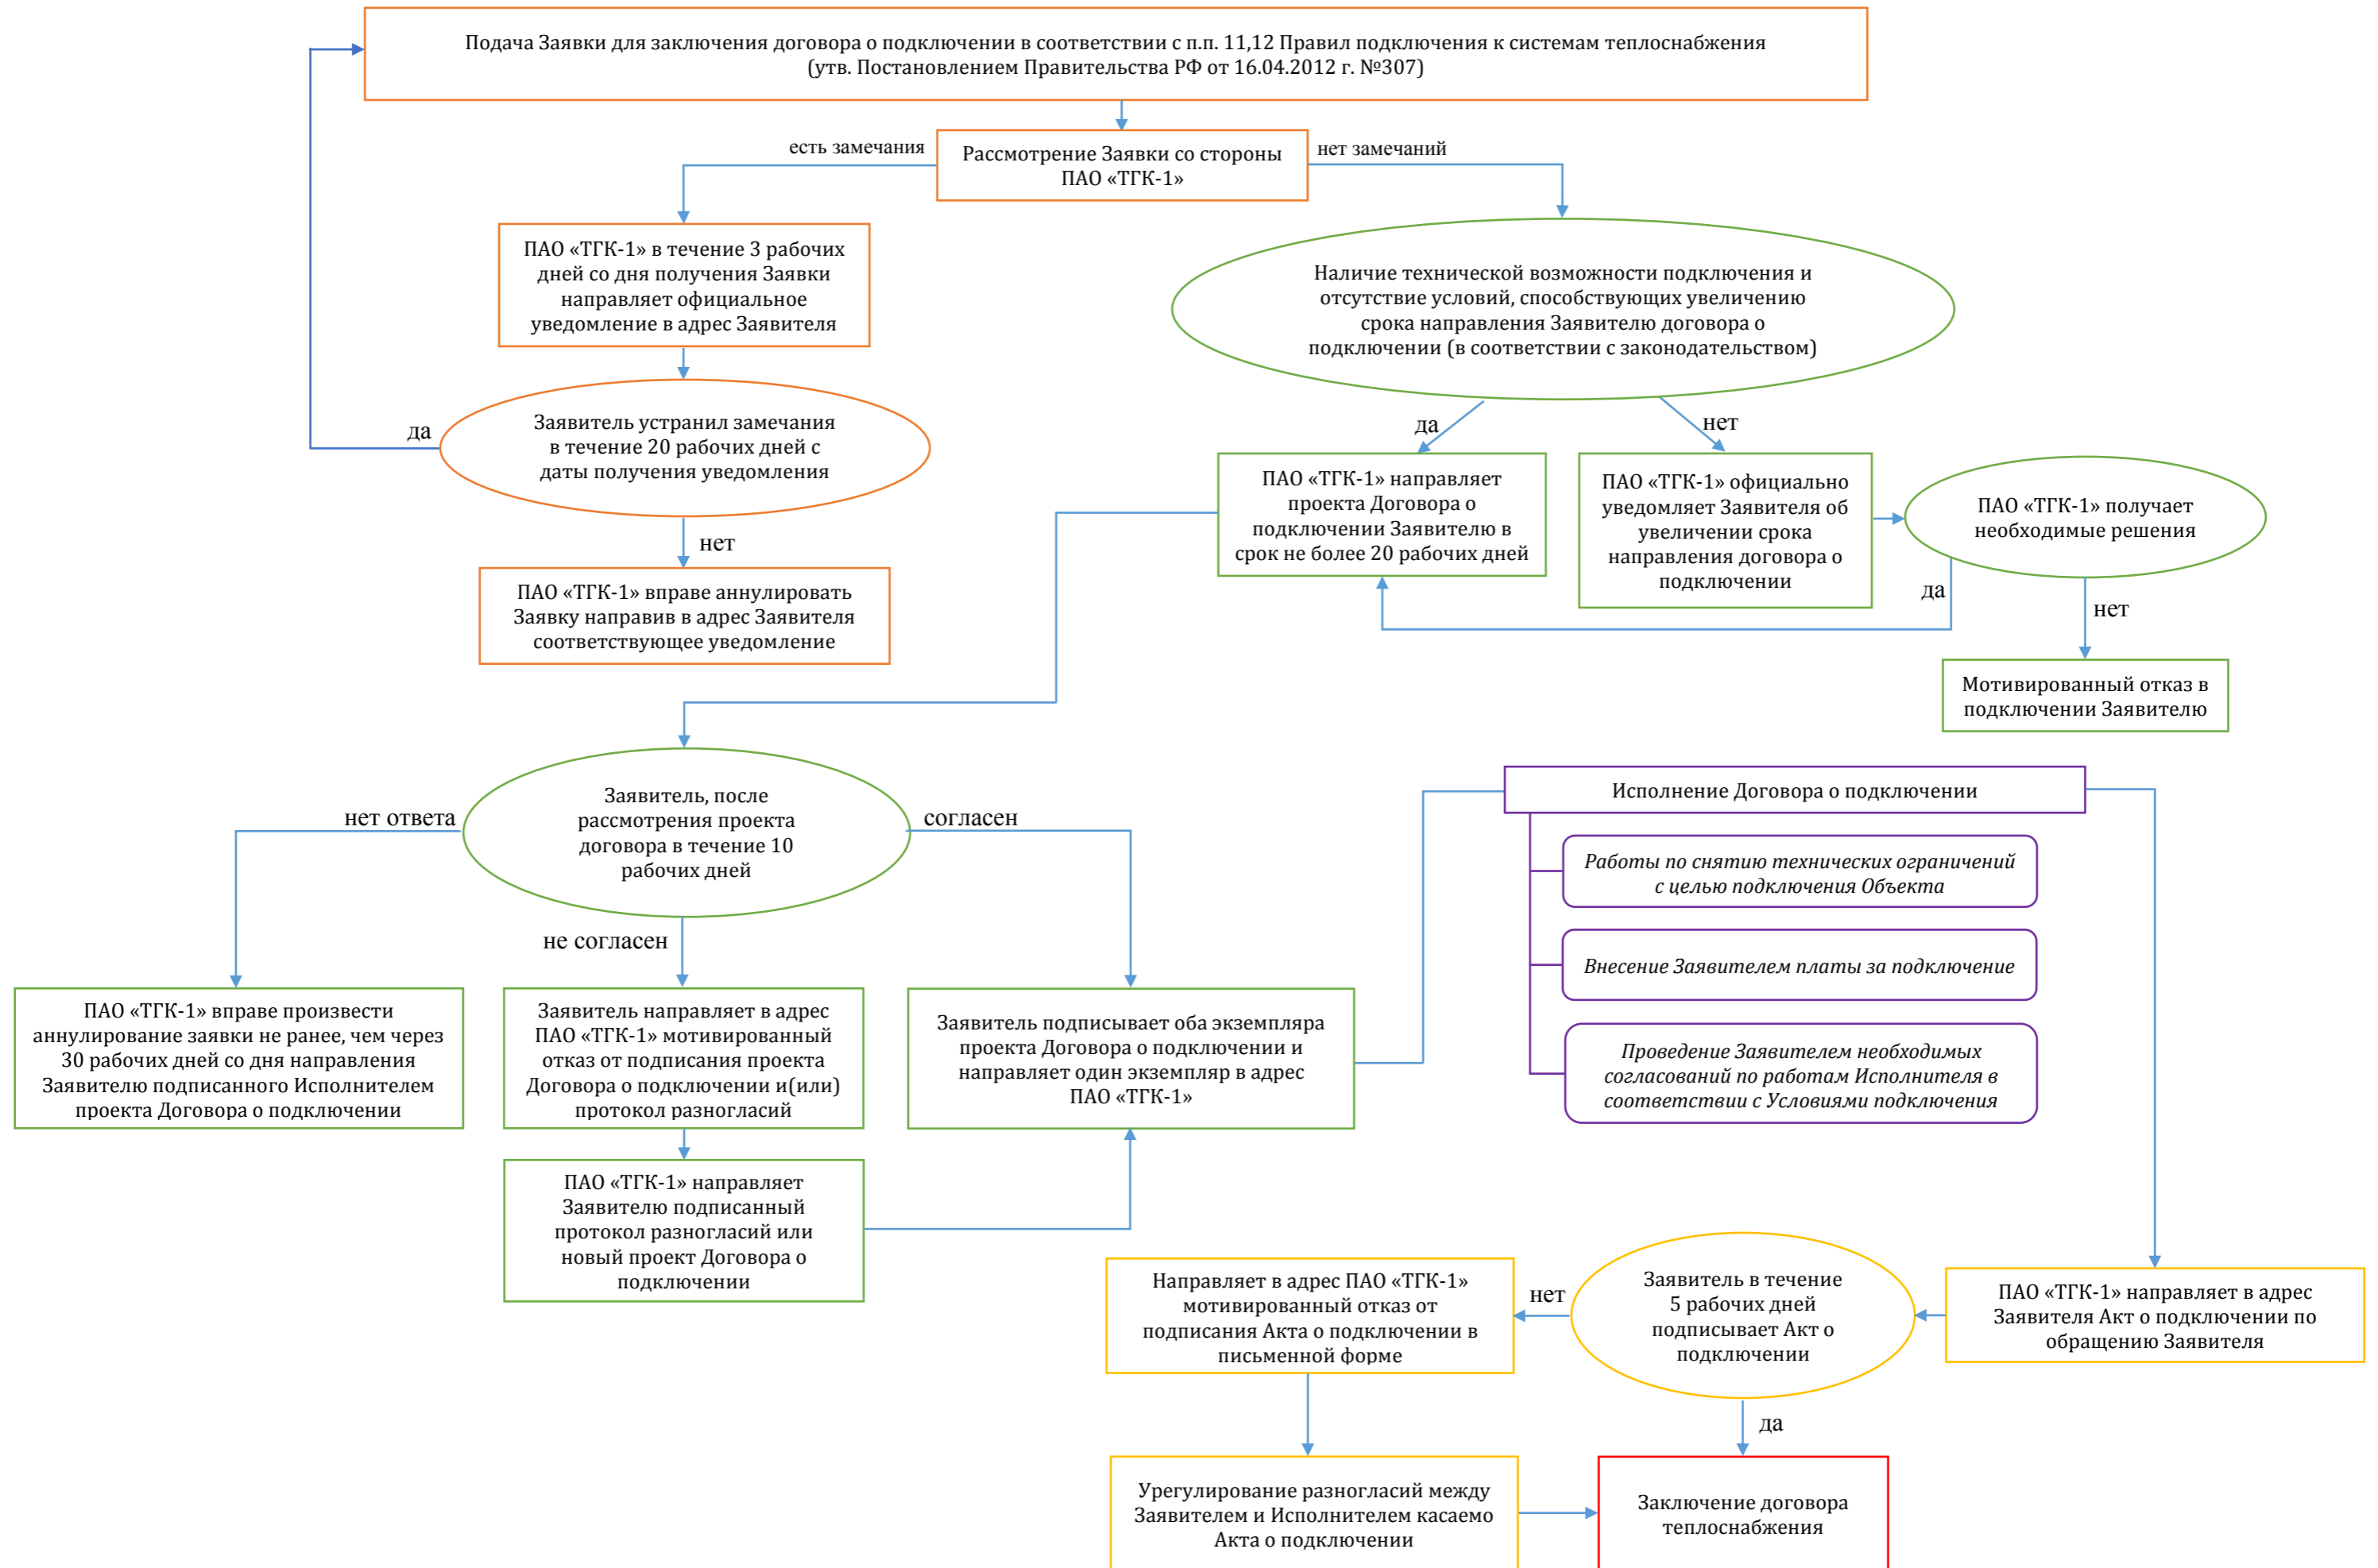 Подача Заявки для заключения договора о подключении в соответствии с п.п. 11,12 Правил подключения к системам теплоснабжения
(утв. Постановлением Правительства РФ от 16.04.2012 г. №307)
есть замечания
Рассмотрение Заявки со стороны
ПАО «ТГК-1»
нет замечаний
ПАО «ТГК-1» в течение 3 рабочих
дней со дня получения Заявки
направляет официальное
уведомление в адрес Заявителя
Наличие технической возможности подключения и
отсутствие условий, способствующих увеличению
срока направления Заявителю договора о
подключении (в соответствии с законодательством)
да
Заявитель устранил замечания
в течение 20 рабочих дней с
даты получения уведомления
да
нет
ПАО «ТГК-1» направляет
проекта Договора о
подключении Заявителю в
срок не более 20 рабочих дней
ПАО «ТГК-1» официально
уведомляет Заявителя об
увеличении срока
направления договора о
подключении
ПАО «ТГК-1» получает
необходимые решения
нет
ПАО «ТГК-1» вправе аннулировать
Заявку направив в адрес Заявителя
соответствующее уведомление
да
нет
Мотивированный отказ в
подключении Заявителю
нет ответа
Заявитель, после
рассмотрения проекта
договора в течение 10
рабочих дней
согласен
не согласен
Исполнение Договора о подключении
Работы по снятию технических ограничений
с целью подключения Объекта
Внесение Заявителем платы за подключение
Проведение Заявителем необходимых
согласований по работам Исполнителя в
соответствии с Условиями подключения
ПАО «ТГК-1» вправе произвести
аннулирование заявки не ранее, чем через
30 рабочих дней со дня направления
Заявителю подписанного Исполнителем
проекта Договора о подключении
Заявитель направляет в адрес
ПАО «ТГК-1» мотивированный
отказ от подписания проекта
Договора о подключении и(или)
протокол разногласий
Заявитель подписывает оба экземпляра
проекта Договора о подключении и
направляет один экземпляр в адрес
ПАО «ТГК-1»
ПАО «ТГК-1» направляет
Заявителю подписанный
протокол разногласий или
новый проект Договора о
подключении
Направляет в адрес ПАО «ТГК-1»
мотивированный отказ от
подписания Акта о подключении в
письменной форме
нет
Заявитель в течение
5 рабочих дней
подписывает Акт о
подключении
ПАО «ТГК-1» направляет в адрес
Заявителя Акт о подключении по
обращению Заявителя
да
Урегулирование разногласий между
Заявителем и Исполнителем касаемо
Акта о подключении
Заключение договора
теплоснабжения